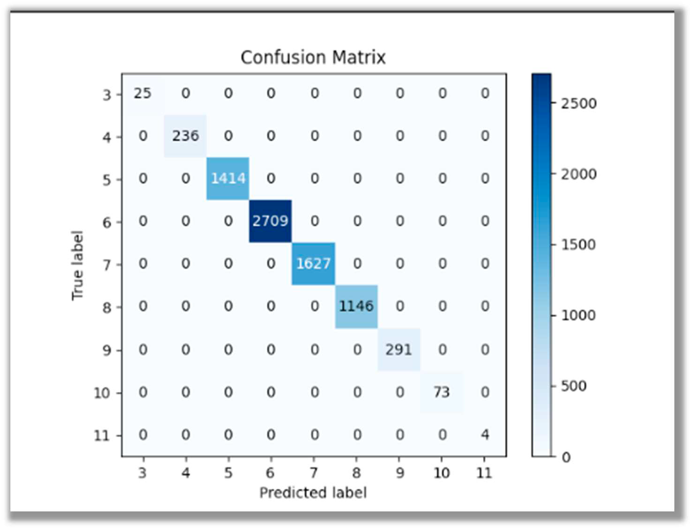 Confusion Matrix
3 25 0 0 0 0 0 0 0 0
4 0 236 0 0 0 0 0 0 0
5 0 0 1414 0 0 0 0 0 0
6 0 0 0 2709 0 0 0 0 0
7 0 0 0 0 1627 0 0 0 0
8 0 0 0 0 0 1146 0 0 0
9 0 0 0 0 0 0 291 0 0
10 0 0 0 0 0 0 0 73 0
11 0 0 0 0 0 0 0 0 4
3 4 5 6 7 8 9 10 11
Predicted label
True label
2500
2000
1500
1000
500
0